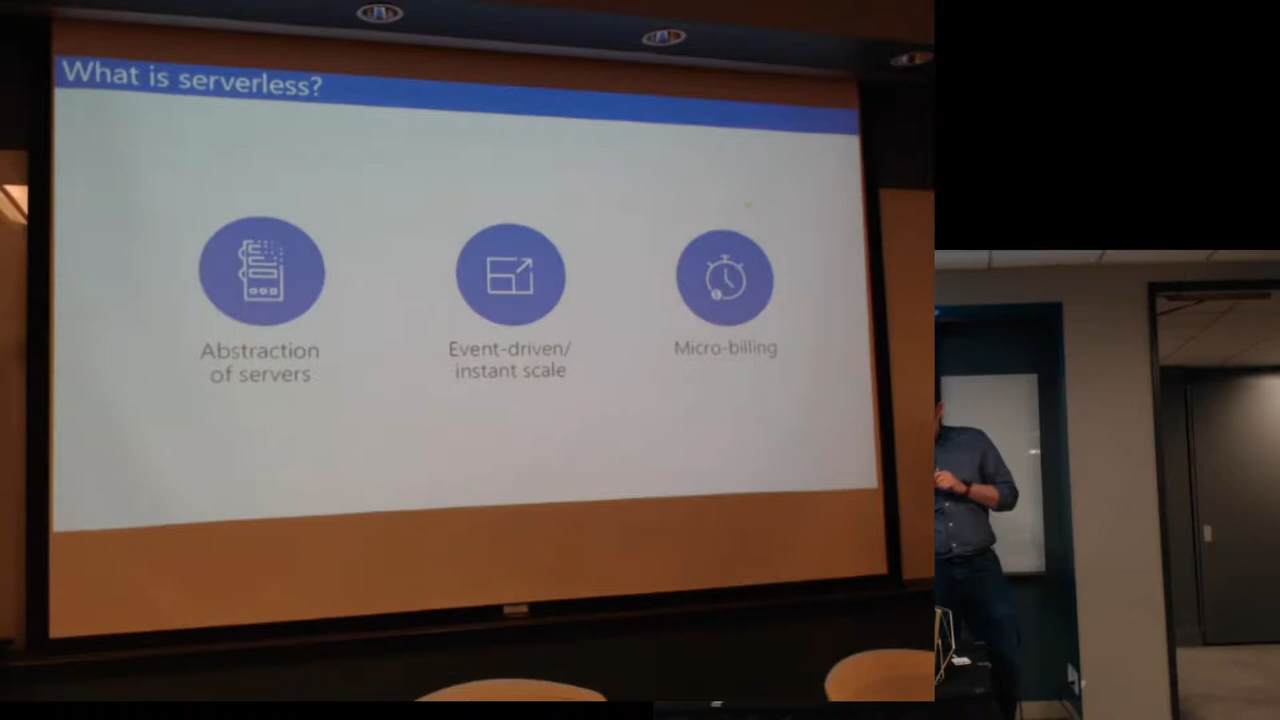 What is serverless?
Abstraction
of servers
Event-driven/
instant scale
Micro-billing